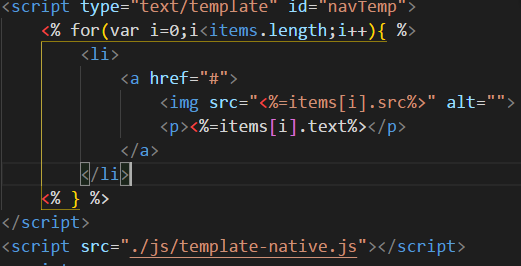 <script type="text/template" id="navTemp">
    <% for(var i=0;i<items.length;i++){ %>
        <li>
            <a href="#">
                <img src="<%=items[i].src%>" alt="">
                <p><%=items[i].text%></p>
            </a>
        </li>
    <% } %>
</script>
<script src="./js/template-native.js"></script>